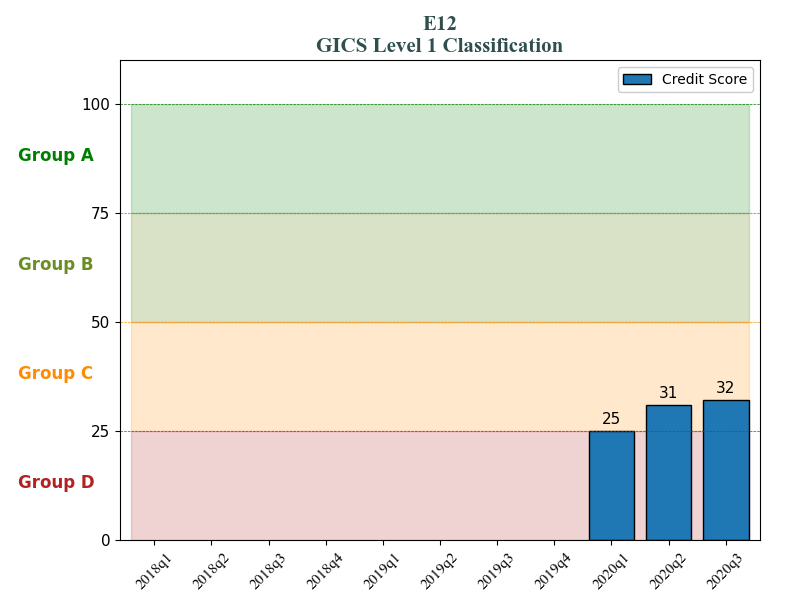 E12
GICS Level 1 Classification
Credit Score
100
Group A
75
Group B
50
Group C
32
31
25
25
Group D
0
2018q1 2018q2 2018q3 2018q4 2019q1 2019q2 2019q3 2019q4 2020q1 2020q2 2020q3